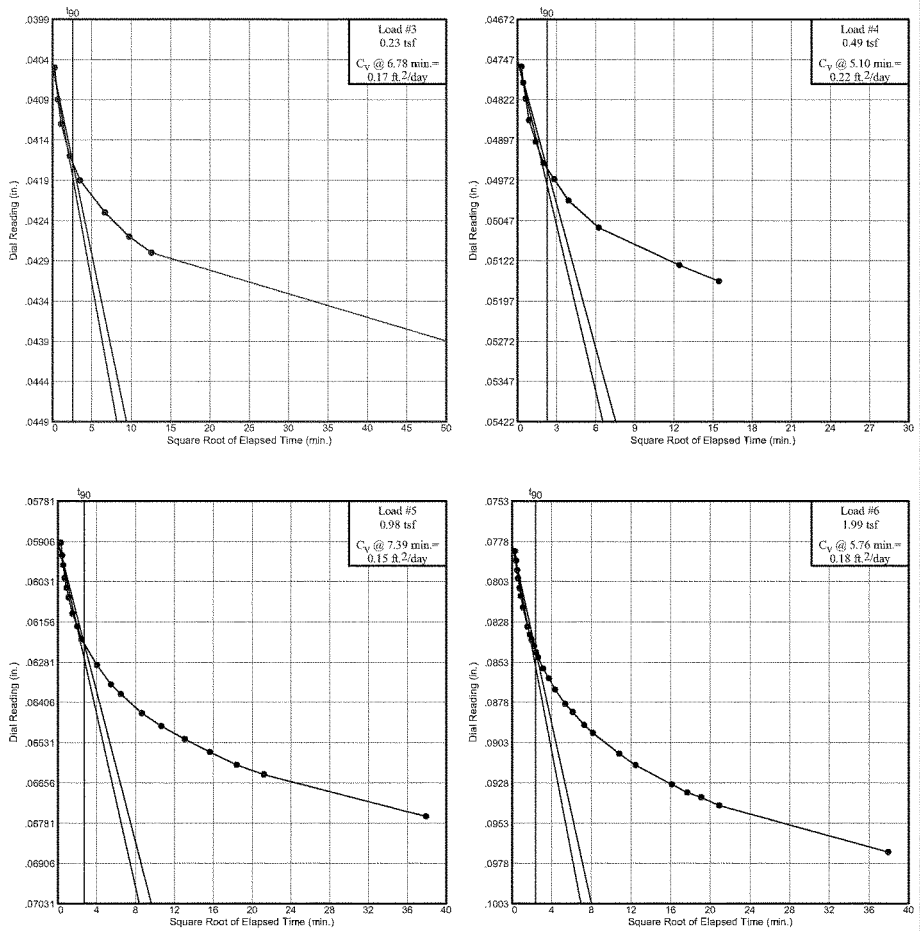 t90
Load #3
0.23 tsf
Cv @ 6.78 min.=
0.17 ft.2/day
.0399
.0404
.0409
.0414
.0419
.0424
.0429
.0434
.0439
.0444
.0449
Dial Reading (in.)
0 5 10 15 20 25 30 35 40 45 50
Square Root of Elapsed Time (min.)
t90
Load #4
0.49 tsf
Cv @ 5.10 min.=
0.22 ft.2/day
.04672
.04747
.04822
.04897
.04972
.05047
.05122
.05197
.05272
.05347
.05422
Dial Reading (in.)
0 3 6 9 12 15 18 21 24 27 30
Square Root of Elapsed Time (min.)
t90
Load #5
0.98 tsf
Cv @ 7.39 min.=
0.15 ft.2/day
.05781
.05906
.06031
.06156
.06281
.06406
.06531
.06656
.06781
.06906
.07031
Dial Reading (in.)
0 4 8 12 16 20 24 28 32 36 40
Square Root of Elapsed Time (min.)
t90
Load #6
1.99 tsf
Cv @ 5.76 min.=
0.18 ft.2/day
.0753
.0778
.0803
.0828
.0853
.0878
.0903
.0928
.0953
.0978
.1003
Dial Reading (in.)
0 4 8 12 16 20 24 28 32 36 40
Square Root of Elapsed Time (min.)